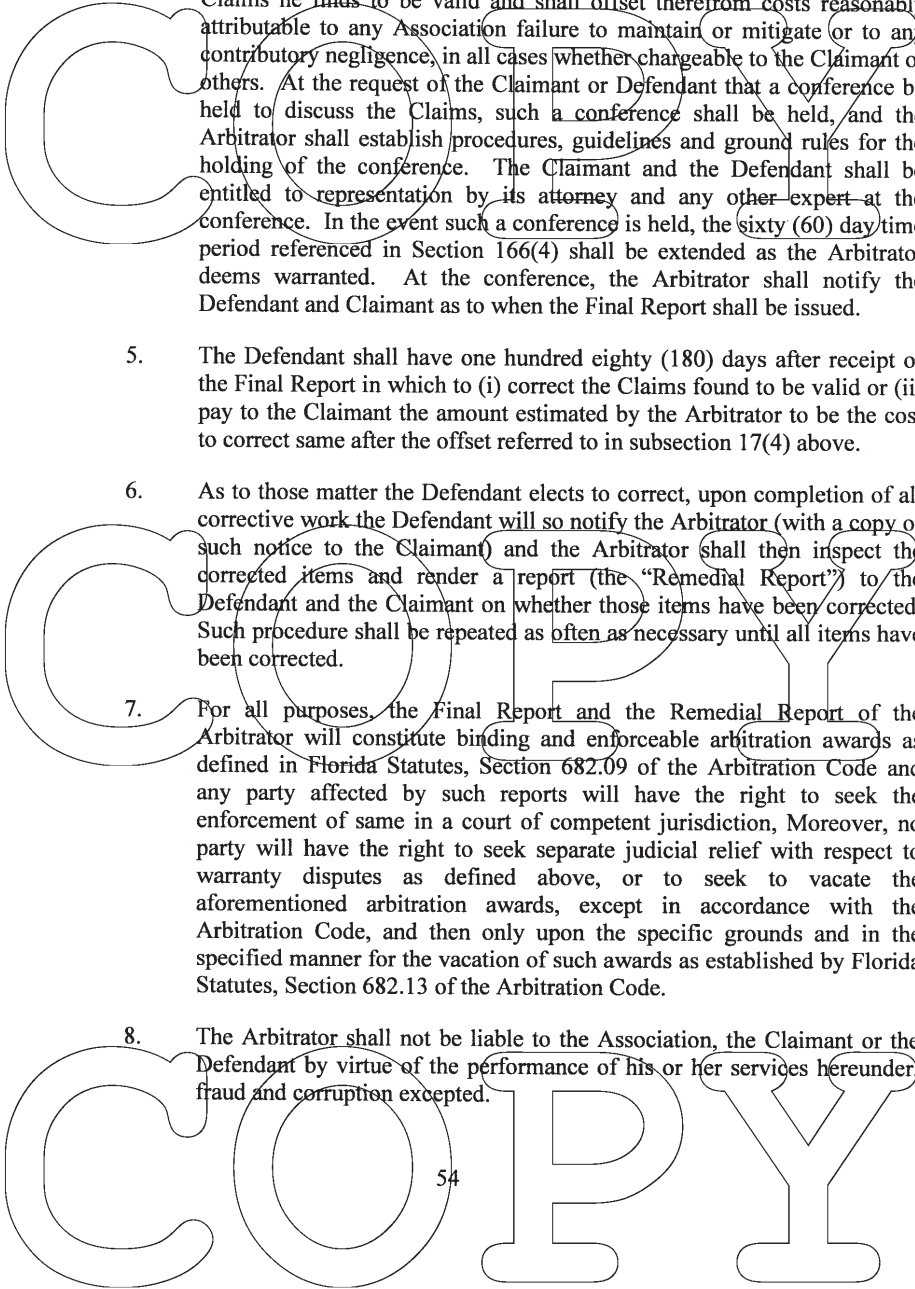 Claims he finds to be valid and shall offset therefrom costs reasonabl
attributable to any Association failure to maintain or mitigate or to an
contributory negligence, in all cases whether chargeable to the Claimant o
others. At the request of the Claimant or Defendant that a conference b
held to discuss the Claims, such a conference shall be held, and th
Arbitrator shall establish procedures, guidelines and ground rules for th
holding of the conference. The Claimant and the Defendant shall b
entitled to representation by its attorney and any other expert at th
conference. In the event such a conference is held, the sixty (60) day tim
period referenced in Section 166(4) shall be extended as the Arbitrato
deems warranted. At the conference, the Arbitrator shall notify th
Defendant and Claimant as to when the Final Report shall be issued.
5. The Defendant shall have one hundred eighty (180) days after receipt o
the Final Report in which to (i) correct the Claims found to be valid or (ii
pay to the Claimant the amount estimated by the Arbitrator to be the cos
to correct same after the offset referred to in subsection 17(4) above.
6. As to those matter the Defendant elects to correct, upon completion of al
corrective work the Defendant will so notify the Arbitrator (with a copy o
such notice to the Claimant) and the Arbitrator shall then inspect the
corrected items and render a report (the “Remedial Report”) to the
Defendant and the Claimant on whether those items have been corrected
Such procedure shall be repeated as often as necessary until all items have
been corrected.
7. For all purposes, the Final Report and the Remedial Report of the
Arbitrator will constitute binding and enforceable arbitration awards as
defined in Florida Statutes, Section 682.09 of the Arbitration Code and
any party affected by such reports will have the right to seek the
enforcement of same in a court of competent jurisdiction, Moreover, no
party will have the right to seek separate judicial relief with respect to
warranty disputes as defined above, or to seek to vacate the
aforementioned arbitration awards, except in accordance with the
Arbitration Code, and then only upon the specific grounds and in the
specified manner for the vacation of such awards as established by Florida
Statutes, Section 682.13 of the Arbitration Code.
8. The Arbitrator shall not be liable to the Association, the Claimant or the
Defendant by virtue of the performance of his or her services hereunder,
fraud and corruption excepted.
54
COPY
COPY
COPY